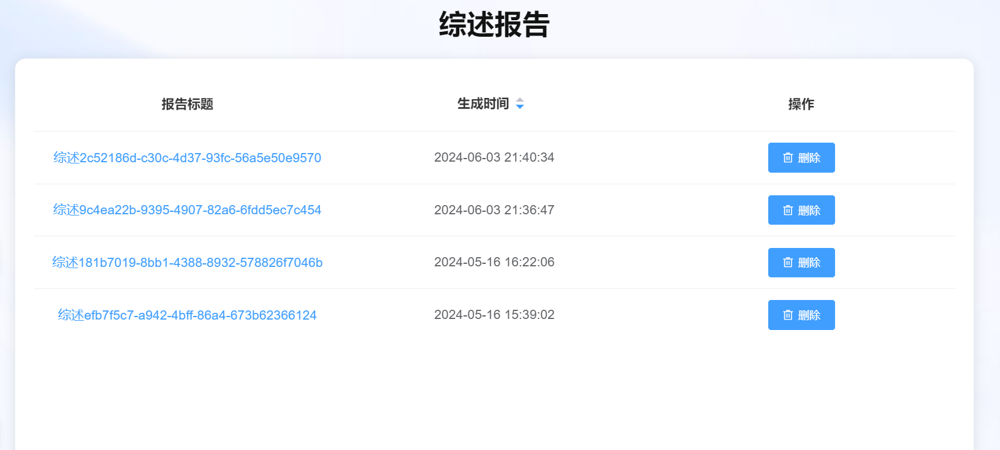 综述报告
报告标题 生成时间 操作
综述2c52186d-c30c-4d37-93fc-56a5e50e9570 2024-06-03 21:40:34 删除
综述9c4ea22b-9395-4907-82a6-6fdd5ec7c454 2024-06-03 21:36:47 删除
综述181b7019-8bb1-4388-8932-578826f7046b 2024-05-16 16:22:06 删除
综述efb7f5c7-a942-4bff-86a4-673b62366124 2024-05-16 15:39:02 删除